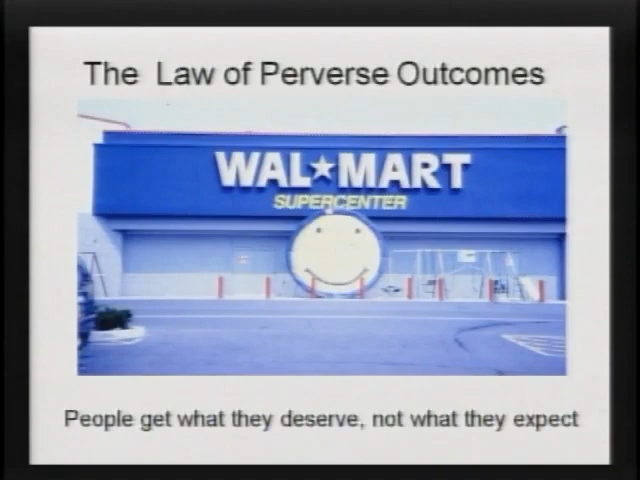 The Law of Perverse Outcomes
WAL★MART
SUPERCENTER
People get what they deserve, not what they expect